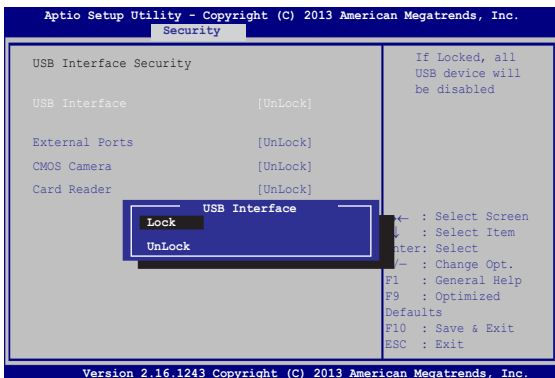 Aptio Setup Utility - Copyright (C) 2013 American Megatrends, Inc.
Security
USB Interface Security
USB Interface [UnLock]
External Ports [UnLock]
CMOS Camera [UnLock]
Card Reader [UnLock]
USB Interface
Lock
UnLock
If Locked, all
USB device will
be disabled
→← : Select Screen
↓ : Select Item
nter: Select
/— : Change Opt.
F1 : General Help
F9 : Optimized
Defaults
F10 : Save & Exit
ESC : Exit
Version 2.16.1243 Copyright (C) 2013 American Megatrends, Inc.